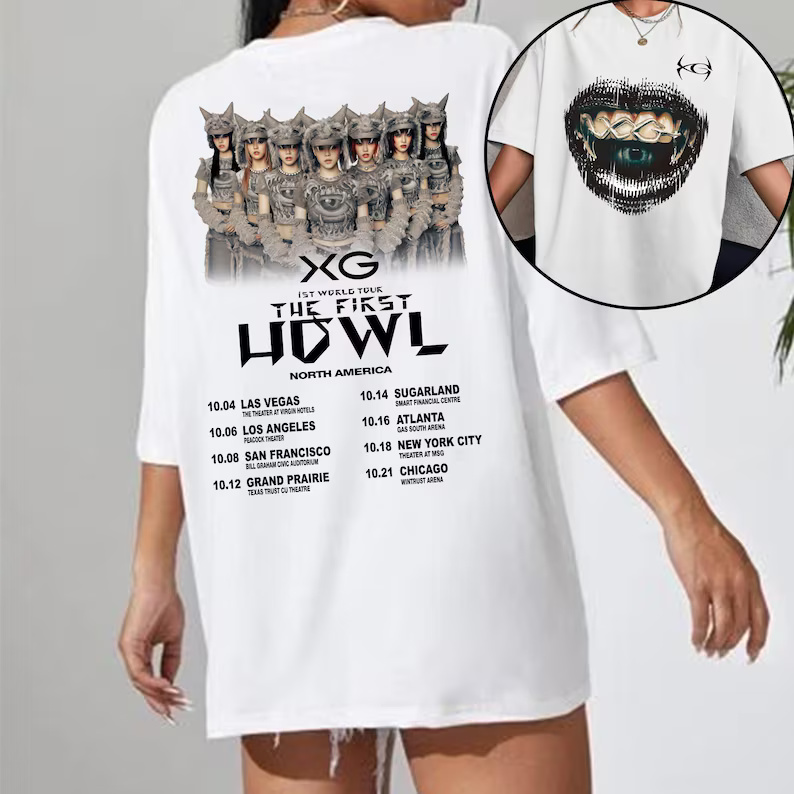 XG
XG
1ST WORLD TOUR
THE FIRST
HOWL
NORTH AMERICA
10.04 LAS VEGAS
THE THEATER AT VIRGIN HOTELS
10.06 LOS ANGELES
PEACOCK THEATER
10.08 SAN FRANCISCO
BILL GRAHAM CIVIC AUDITORIUM
10.12 GRAND PRAIRIE
TEXAS TRUST CU THEATRE
10.14 SUGARLAND
SMART FINANCIAL CENTRE
10.16 ATLANTA
GAS SOUTH ARENA
10.18 NEW YORK CITY
THEATER AT MSG
10.21 CHICAGO
WINTRUST ARENA